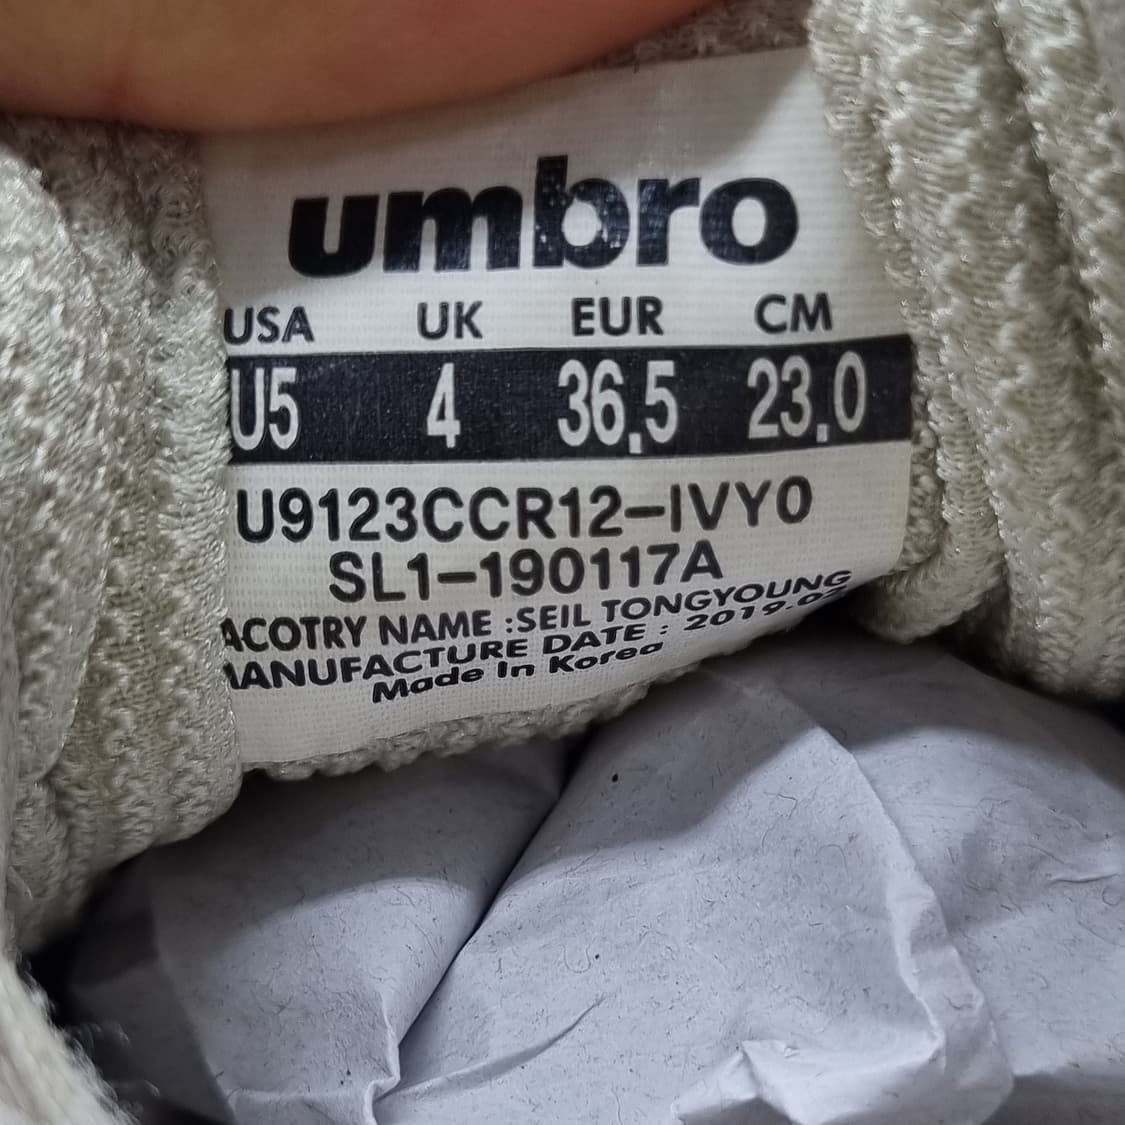 umbro
USA UK EUR CM
U5 4 36.5 23.0
U9123CCR12-IVY0
SL1-190117A
ACOTRY NAME :SEIL TONGYOUNG
MANUFACTURE DATE : 2019.02
Made In Korea